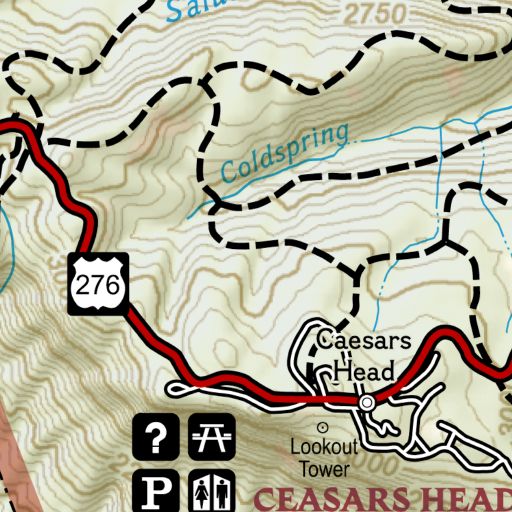 2750
Coldspring
276
Caesars
Head
?
Lookout
Tower
P
CEASARS HEAD